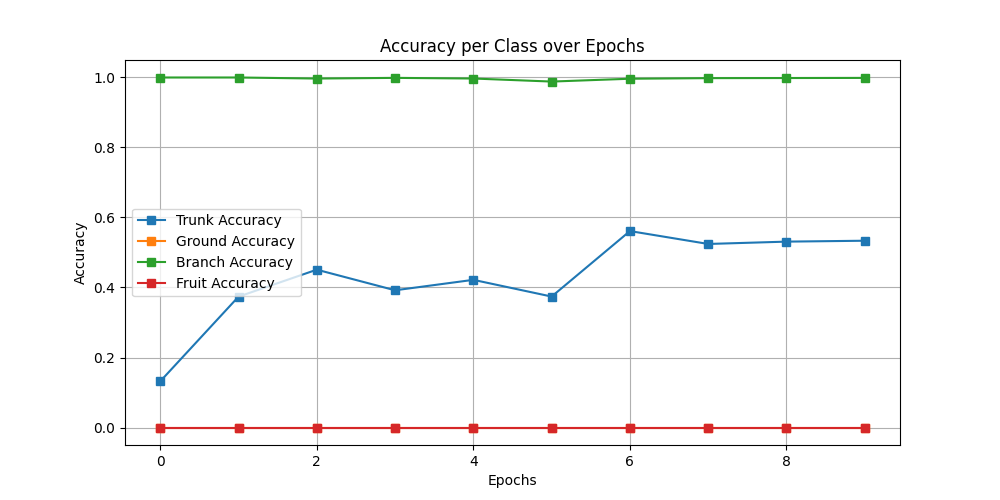 Accuracy per Class over Epochs
1.0
0.8
0.6
0.4
0.2
0.0
Accuracy
Trunk Accuracy
Ground Accuracy
Branch Accuracy
Fruit Accuracy
0 2 4 6 8
Epochs